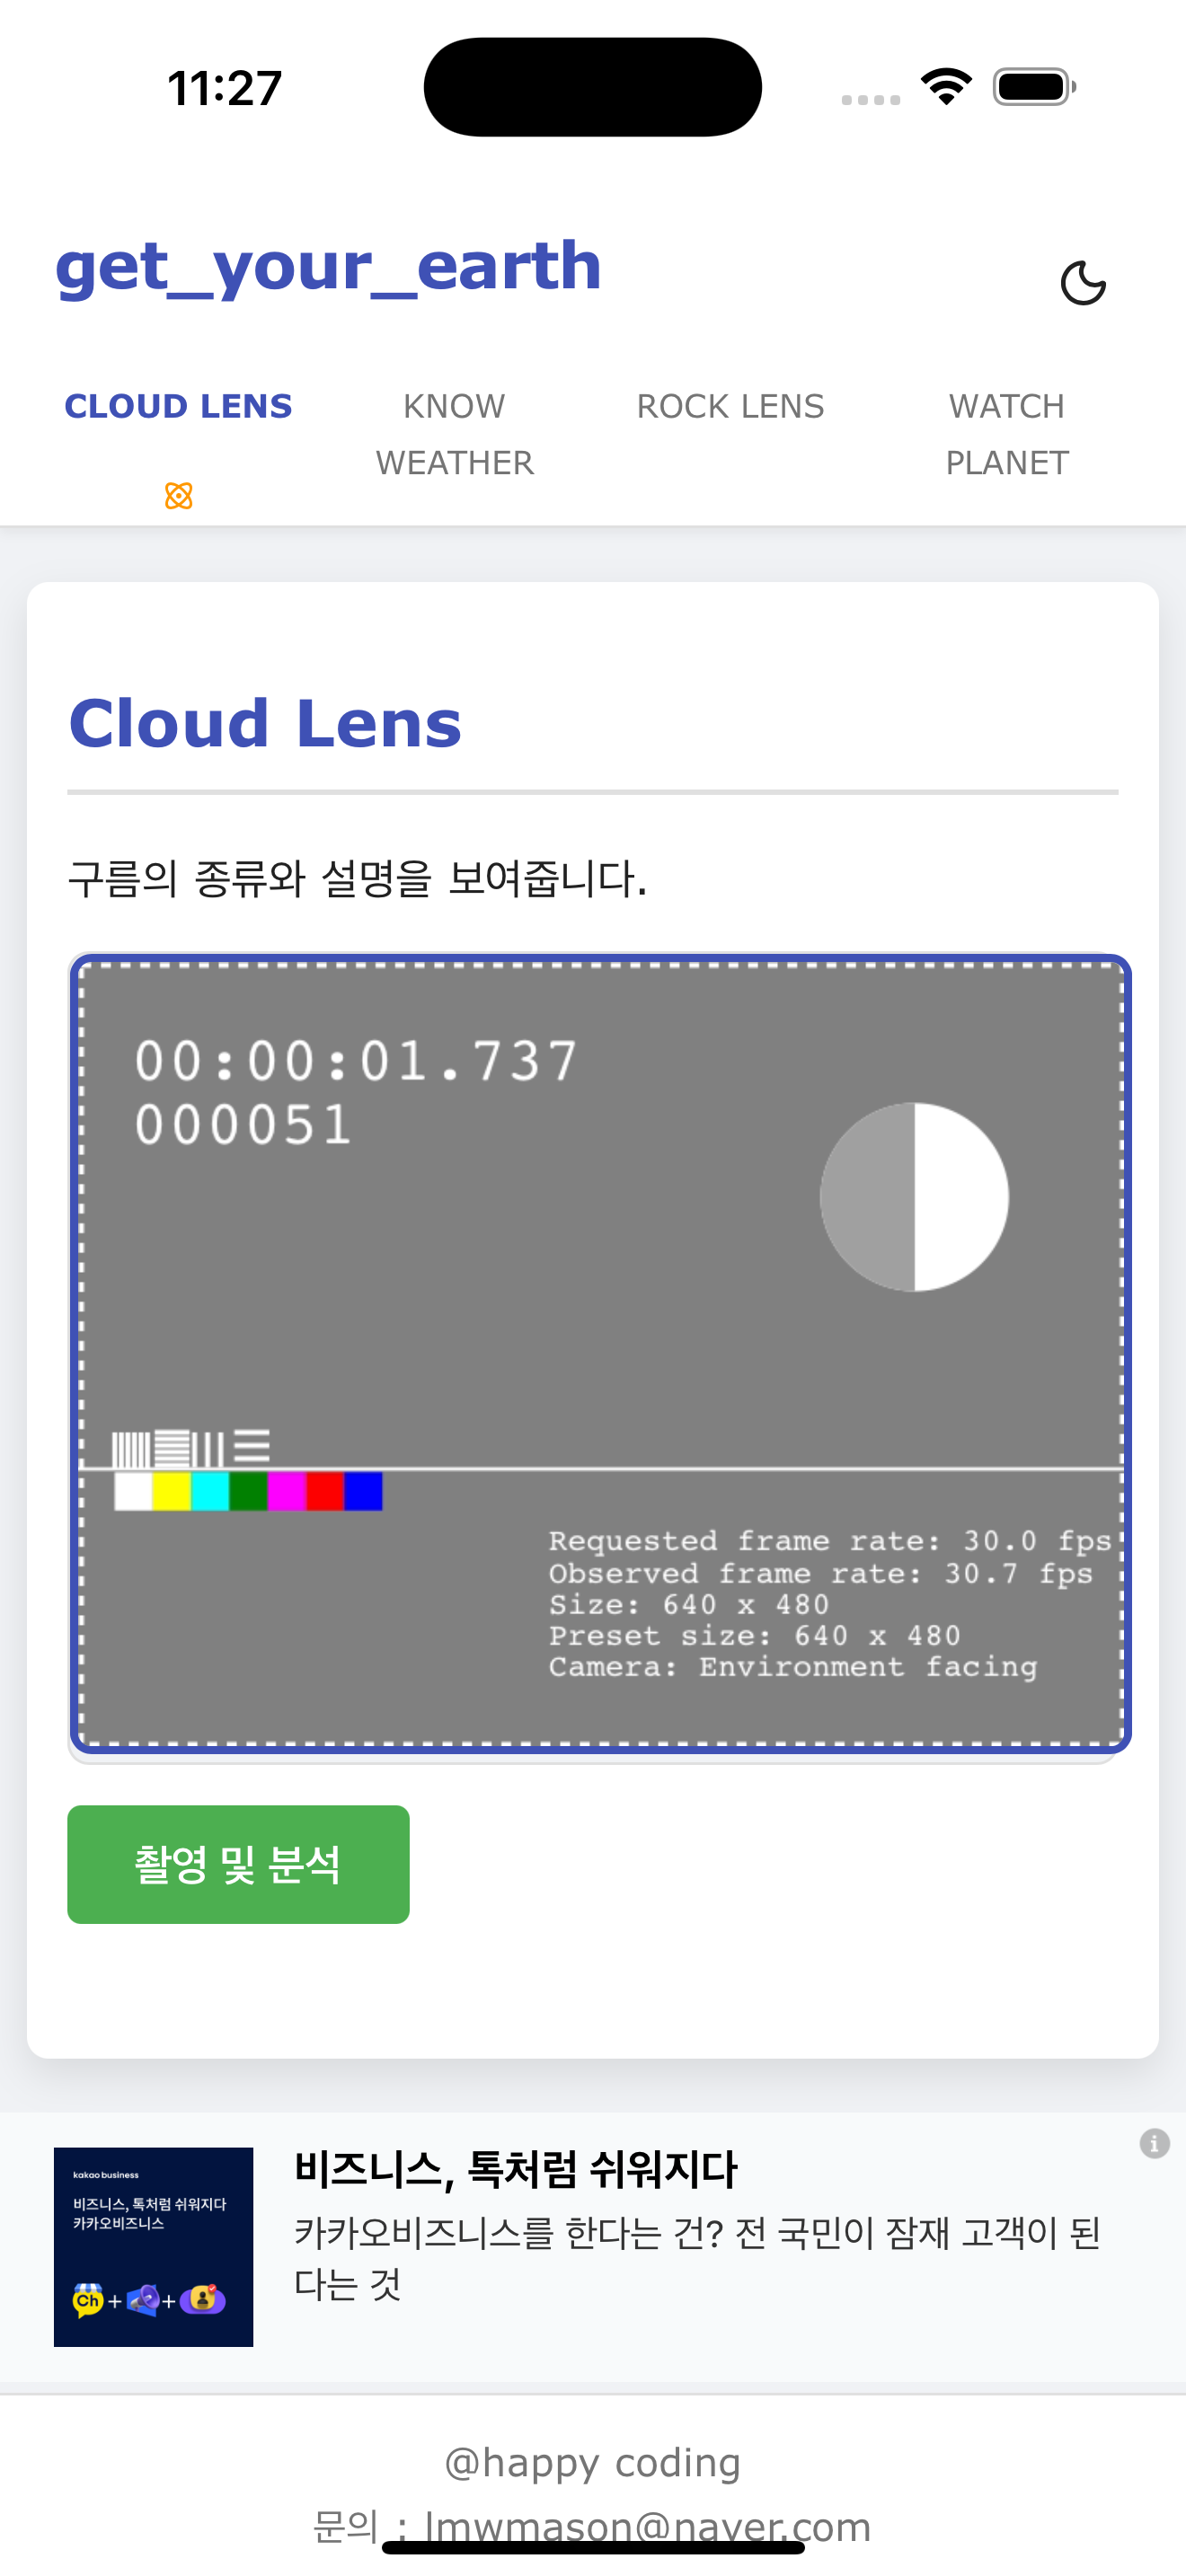 11:27
get_your_earth
CLOUD LENS
KNOW WEATHER
ROCK LENS
WATCH PLANET
Cloud Lens
구름의 종류와 설명을 보여줍니다.
00:00:01.737
000051
Requested frame rate: 30.0 fps
Observed frame rate: 30.7 fps
Size: 640 x 480
Preset size: 640 x 480
Camera: Environment facing
촬영 및 분석
kakao business
비즈니스, 톡처럼 쉬워지다
카카오비즈니스
Ch
비즈니스, 톡처럼 쉬워지다
카카오비즈니스를 한다는 건? 전 국민이 잠재 고객이 된
다는 것
@happy coding
문의 : lmwmason@naver.com